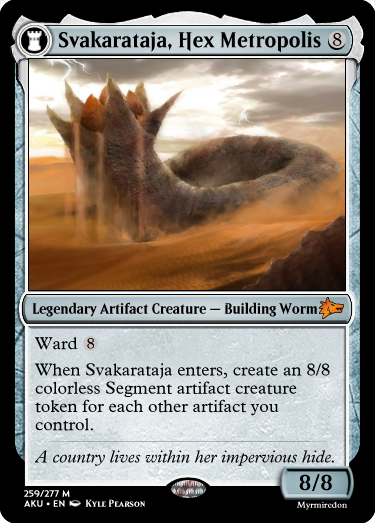 Svakarataja, Hex Metropolis 8
Legendary Artifact Creature — Building Worm
Ward 8
When Svakarataja enters, create an 8/8
colorless Segment artifact creature
token for each other artifact you
control.
A country lives within her impervious hide.
8/8
259/277 M
AKU • EN Kyle Pearson
Myrmiredon